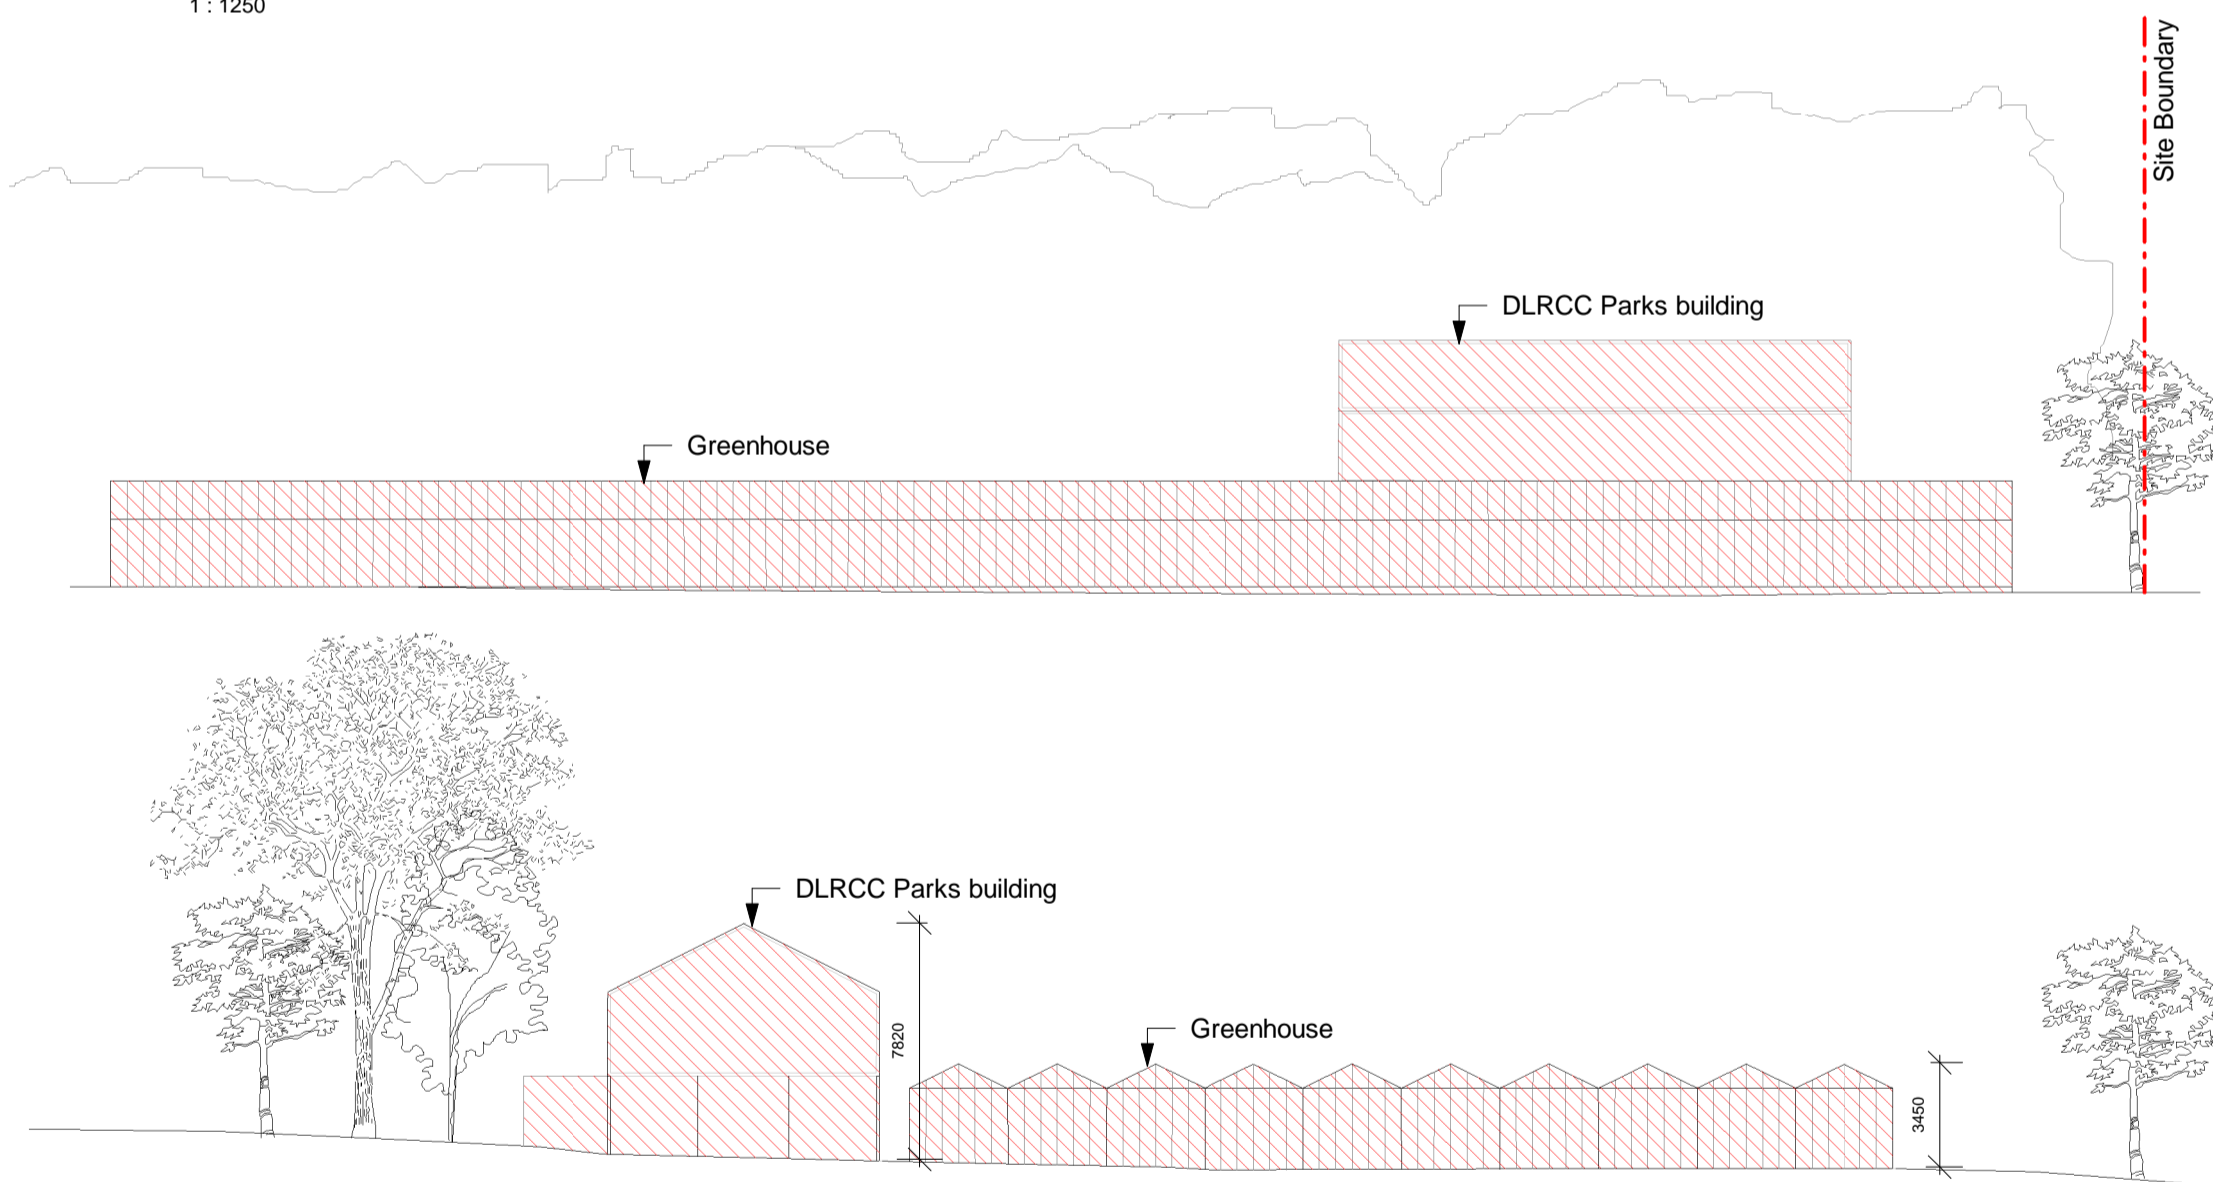 1 : 1250
Site Boundary
DLRCC Parks building
Greenhouse
DLRCC Parks building
7820
Greenhouse
3450